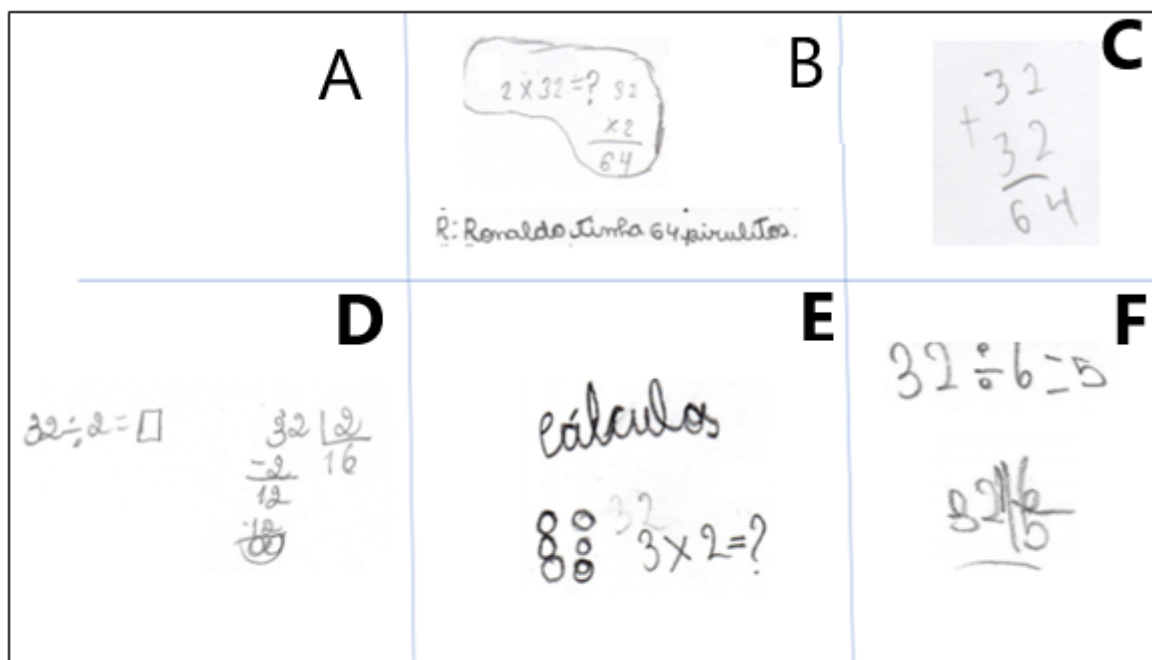 A
B
2 x 32 = ? 32
x 2
64
R: Ronaldo tinha 64 pirulitos.
C
32
+
32
64
D
32 ÷ 2 = □
32 | 2
-2 16
12
-12
00
E
cálculos
32
3 x 2 = ?
F
32 ÷ 6 = 5
32 | 6
5